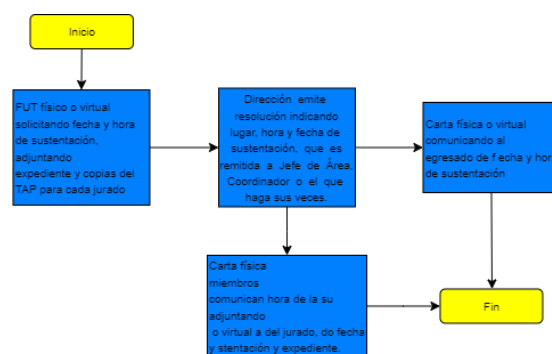 Inicio
FUT físico o virtual
solicitando fecha y hora
de sustentación,
adjuntando
expediente y copias del
TAP para cada jurado
Dirección emite
resolución indicando
lugar, hora y fecha de
sustentación, que es
remitida a Jefe de Área,
Coordinador o el que
haga sus veces.
Carta física o virtual
comunicando al
egresado de f echa y hor
de sustentación
Carta física
miembros
comunican hora de la su
adjuntando
o virtual a del jurado, do fecha
y stentación y expediente.
Fin